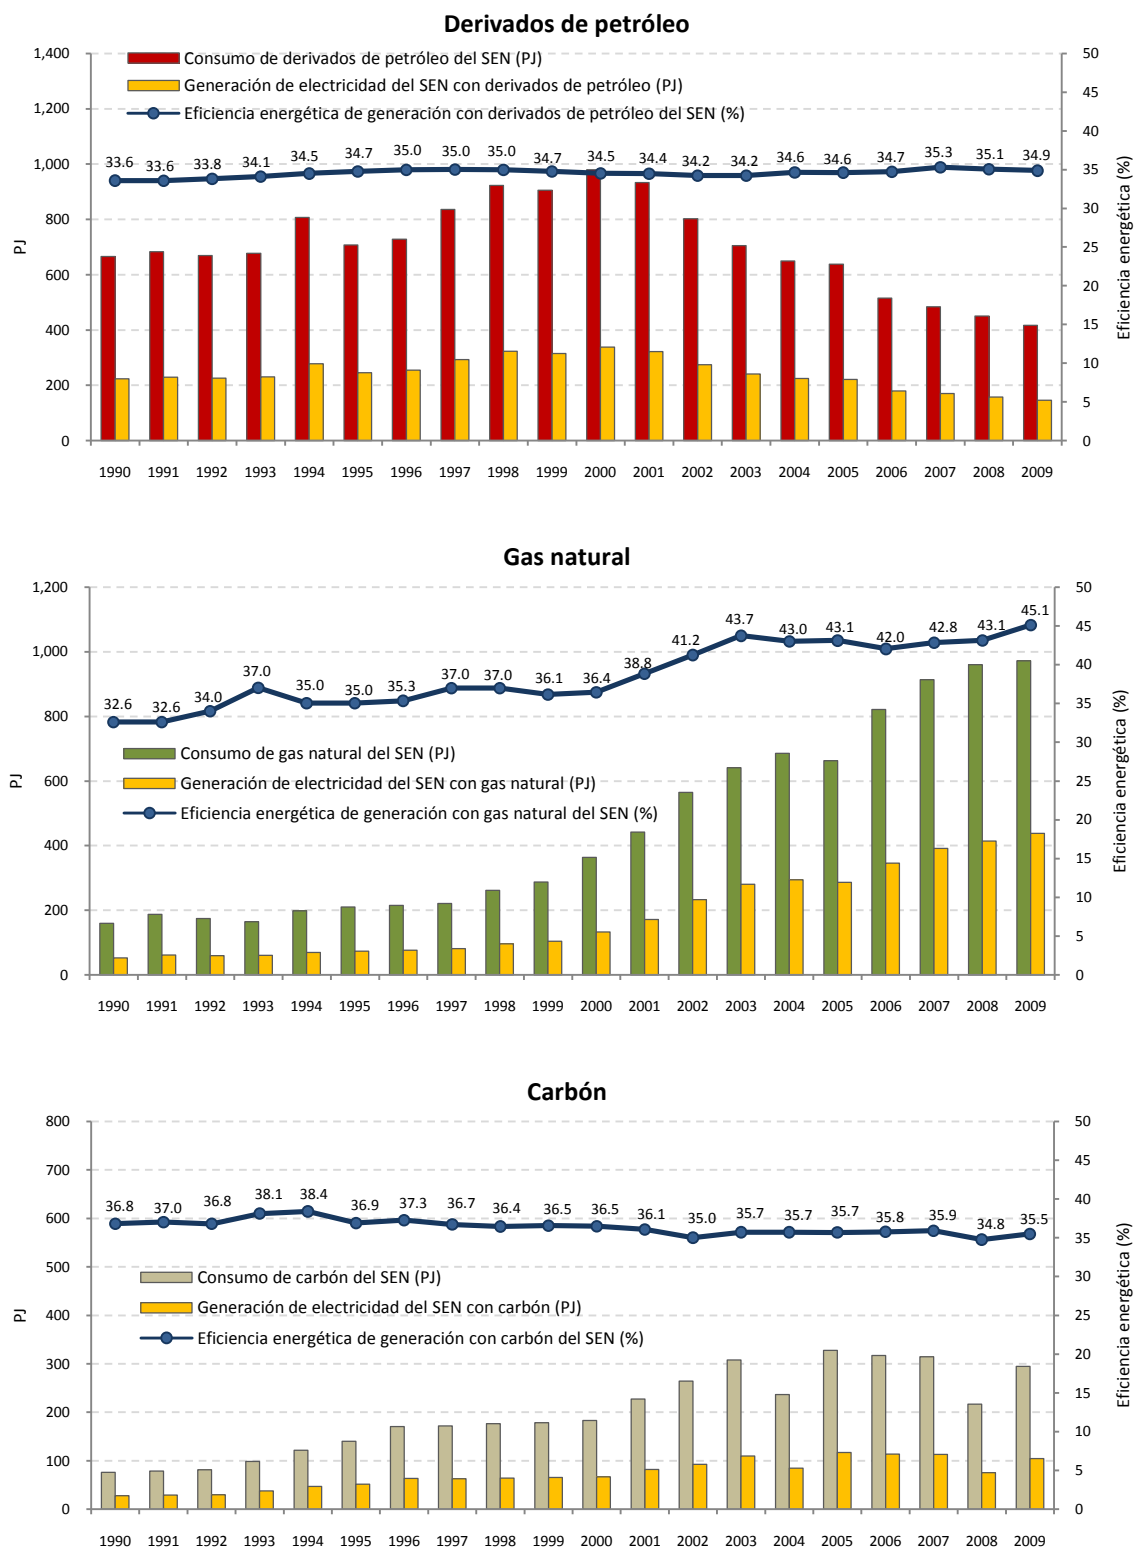 Derivados de petróleo
1,400
1,200
1,000
800
600
400
200
0
PJ
50
45
40
35
30
25
20
15
10
5
0
Eficiencia energética (%)
Consumo de derivados de petróleo del SEN (PJ)
Generación de electricidad del SEN con derivados de petróleo (PJ)
Eficiencia energética de generación con derivados de petróleo del SEN (%)
33.6 33.6 33.8 34.1 34.5 34.7 35.0 35.0 35.0 34.7 34.5 34.4 34.2 34.2 34.6 34.6 34.7 35.3 35.1 34.9
1990 1991 1992 1993 1994 1995 1996 1997 1998 1999 2000 2001 2002 2003 2004 2005 2006 2007 2008 2009
Gas natural
1,200
1,000
800
600
400
200
0
PJ
50
45
40
35
30
25
20
15
10
5
0
Eficiencia energética (%)
32.6 32.6 34.0 37.0 35.0 35.0 35.3 37.0 37.0 36.1 36.4 38.8 41.2 43.7 43.0 43.1 42.0 42.8 43.1 45.1
Consumo de gas natural del SEN (PJ)
Generación de electricidad del SEN con gas natural (PJ)
Eficiencia energética de generación con gas natural del SEN (%)
1990 1991 1992 1993 1994 1995 1996 1997 1998 1999 2000 2001 2002 2003 2004 2005 2006 2007 2008 2009
Carbón
800
700
600
500
400
300
200
100
0
PJ
50
45
40
35
30
25
20
15
10
5
0
Eficiencia energética (%)
36.8 37.0 36.8 38.1 38.4 36.9 37.3 36.7 36.4 36.5 36.5 36.1 35.0 35.7 35.7 35.7 35.8 35.9 34.8 35.5
Consumo de carbón del SEN (PJ)
Generación de electricidad del SEN con carbón (PJ)
Eficiencia energética de generación con carbón del SEN (%)
1990 1991 1992 1993 1994 1995 1996 1997 1998 1999 2000 2001 2002 2003 2004 2005 2006 2007 2008 2009